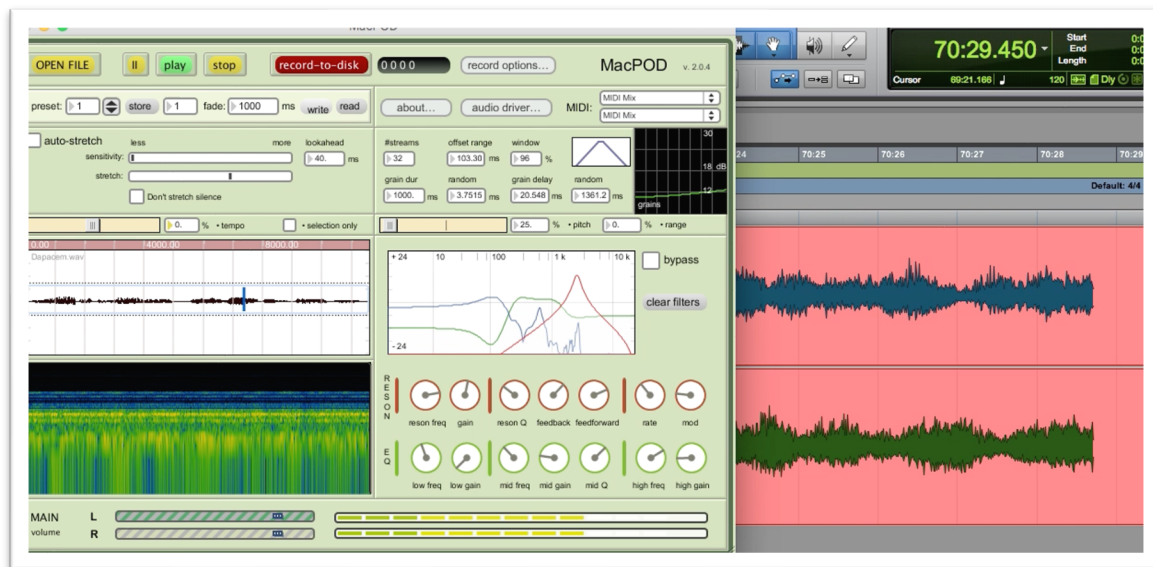 OPEN FILE II play stop record-to-disk 0000 record options... MacPOD v. 2.0.4
preset: 1 store 1 fade: 1000 ms write read
about... audio driver... MIDI: MIDI Mix
MIDI Mix
auto-stretch less more lookahead
sensitivity: 40. ms
stretch:
Don't stretch silence
#streams offset range window
32 103.30 ms 96 %
grain dur random grain delay random
1000. ms 3.7515 ms 20.548 ms 1361.2 ms
30
18 dB
12
grains
0. % • tempo • selection only 25. % • pitch 0. % • range
0.00 4000.00 8000.00
Dapacem.wav
+ 24 10 100 1 k 10 k
- 24
bypass
clear filters
RESON
reson freq gain reson Q feedback feedforward rate mod
EQ
low freq low gain mid freq mid gain mid Q high freq high gain
MAIN L
volume R
70:29.450 Start 0:0
End 0:0
Length 0:0
Cursor 69:21.166 120 Dly
24 70:25 70:26 70:27 70:28 70:29
Default: 4/4